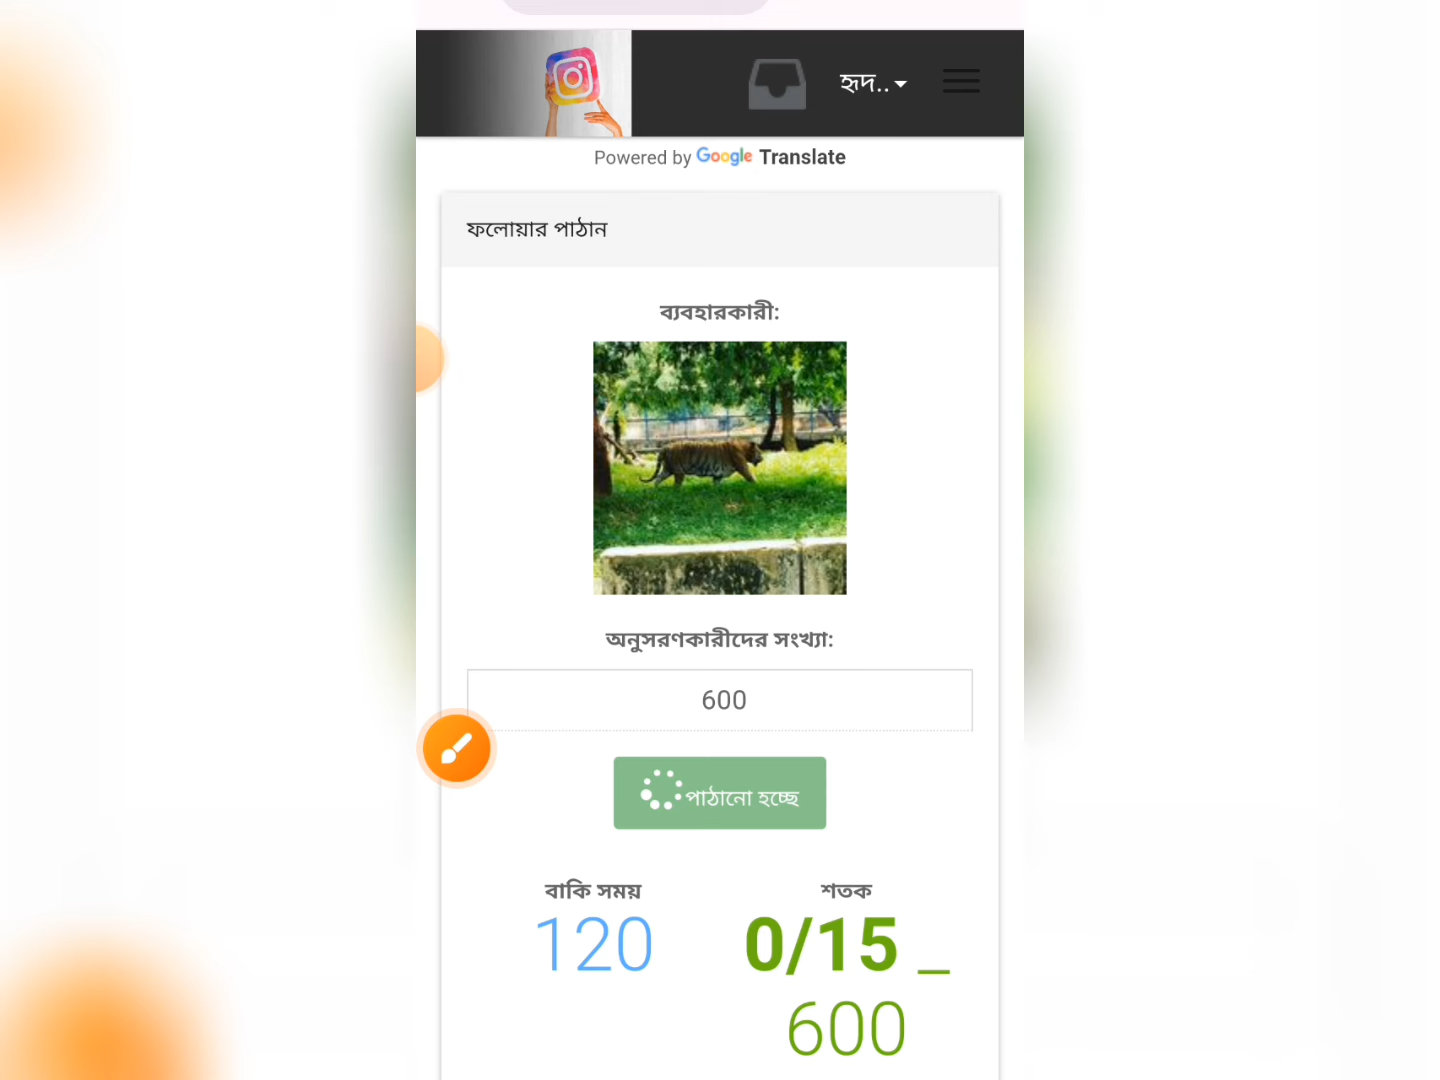 হৃদ..
Powered by Google Translate
ফলোয়ার পাঠান
ব্যবহারকারী:
অনুসরণকারীদের সংখ্যা:
600
পাঠানো হচ্ছে
বাকি সময়
শতক
120
0/15 _
600